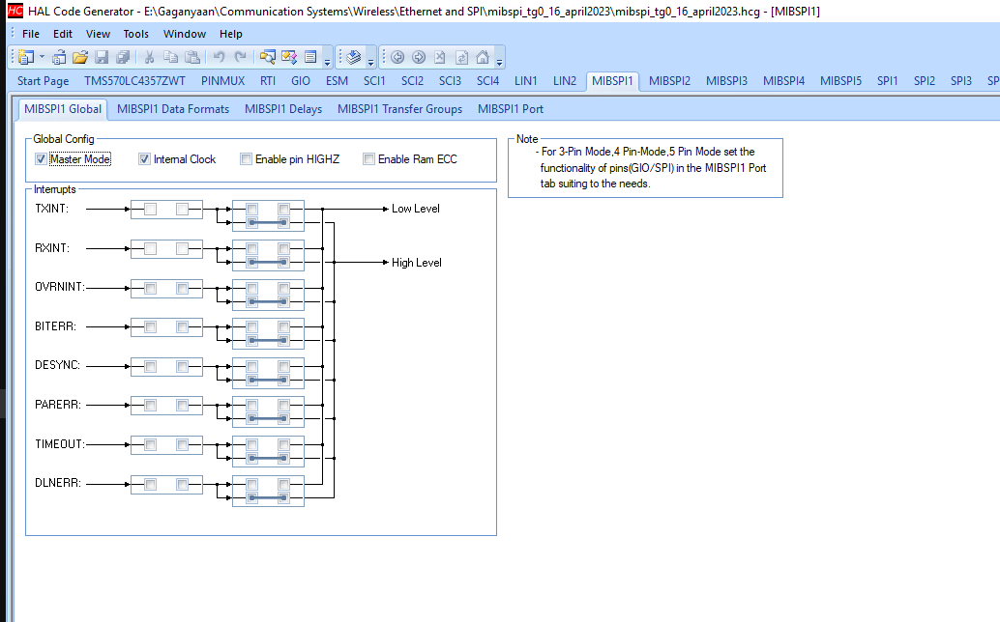 HC HAL Code Generator - E:\Gaganyaan\Communication Systems\Wireless\Ethernet and SPI\mibspi_tg0_16_april2023\mibspi_tg0_16_april2023.hcg - [MIBSPI1]
File Edit View Tools Window Help
Start Page TMS570LC4357ZWT PINMUX RTI GIO ESM SCI1 SCI2 SCI3 SCI4 LIN1 LIN2 MIBSPI1 MIBSPI2 MIBSPI3 MIBSPI4 MIBSPI5 SPI1 SPI2 SPI3 SP
MIBSPI1 Global MIBSPI1 Data Formats MIBSPI1 Delays MIBSPI1 Transfer Groups MIBSPI1 Port
Global Config
Master Mode Internal Clock Enable pin HIGHZ Enable Ram ECC
Note
- For 3-Pin Mode,4 Pin-Mode,5 Pin Mode set the
functionality of pins(GIO/SPI) in the MIBSPI1 Port
tab suiting to the needs.
Interrupts
TXINT: Low Level
RXINT: High Level
OVRNINT:
BITERR:
DESYNC:
PARERR:
TIMEOUT:
DLNERR: